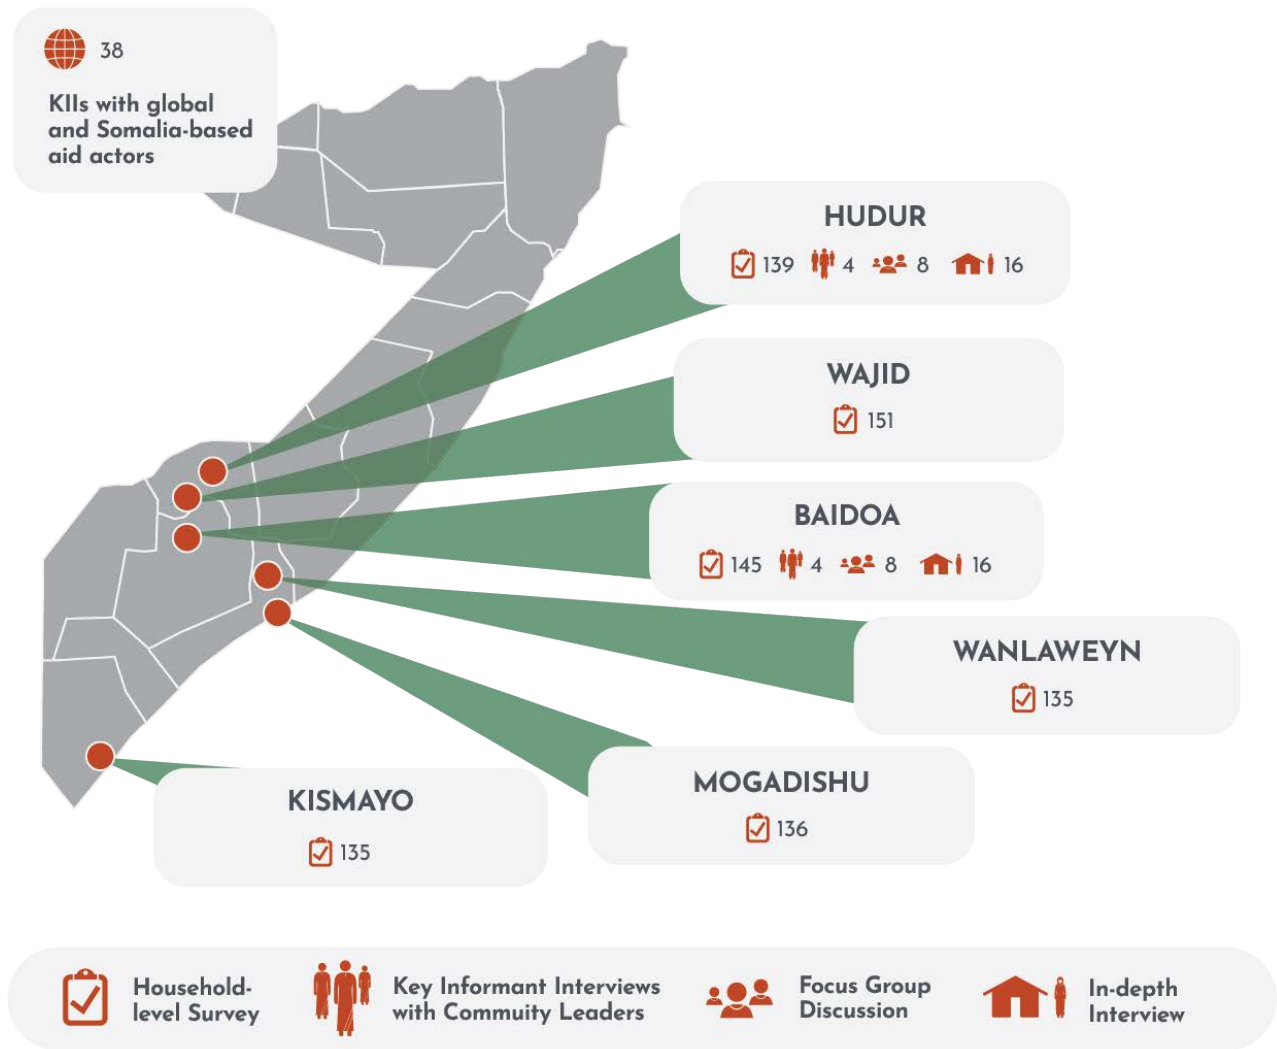 38
KIIs with global
and Somalia-based
aid actors
HUDUR
139 4 8 16
WAJID
151
BAIDOA
145 4 8 16
WANLAWEYN
135
MOGADISHU
136
KISMAYO
135
Household-
level Survey
Key Informant Interviews
with Commuity Leaders
Focus Group
Discussion
In-depth
Interview